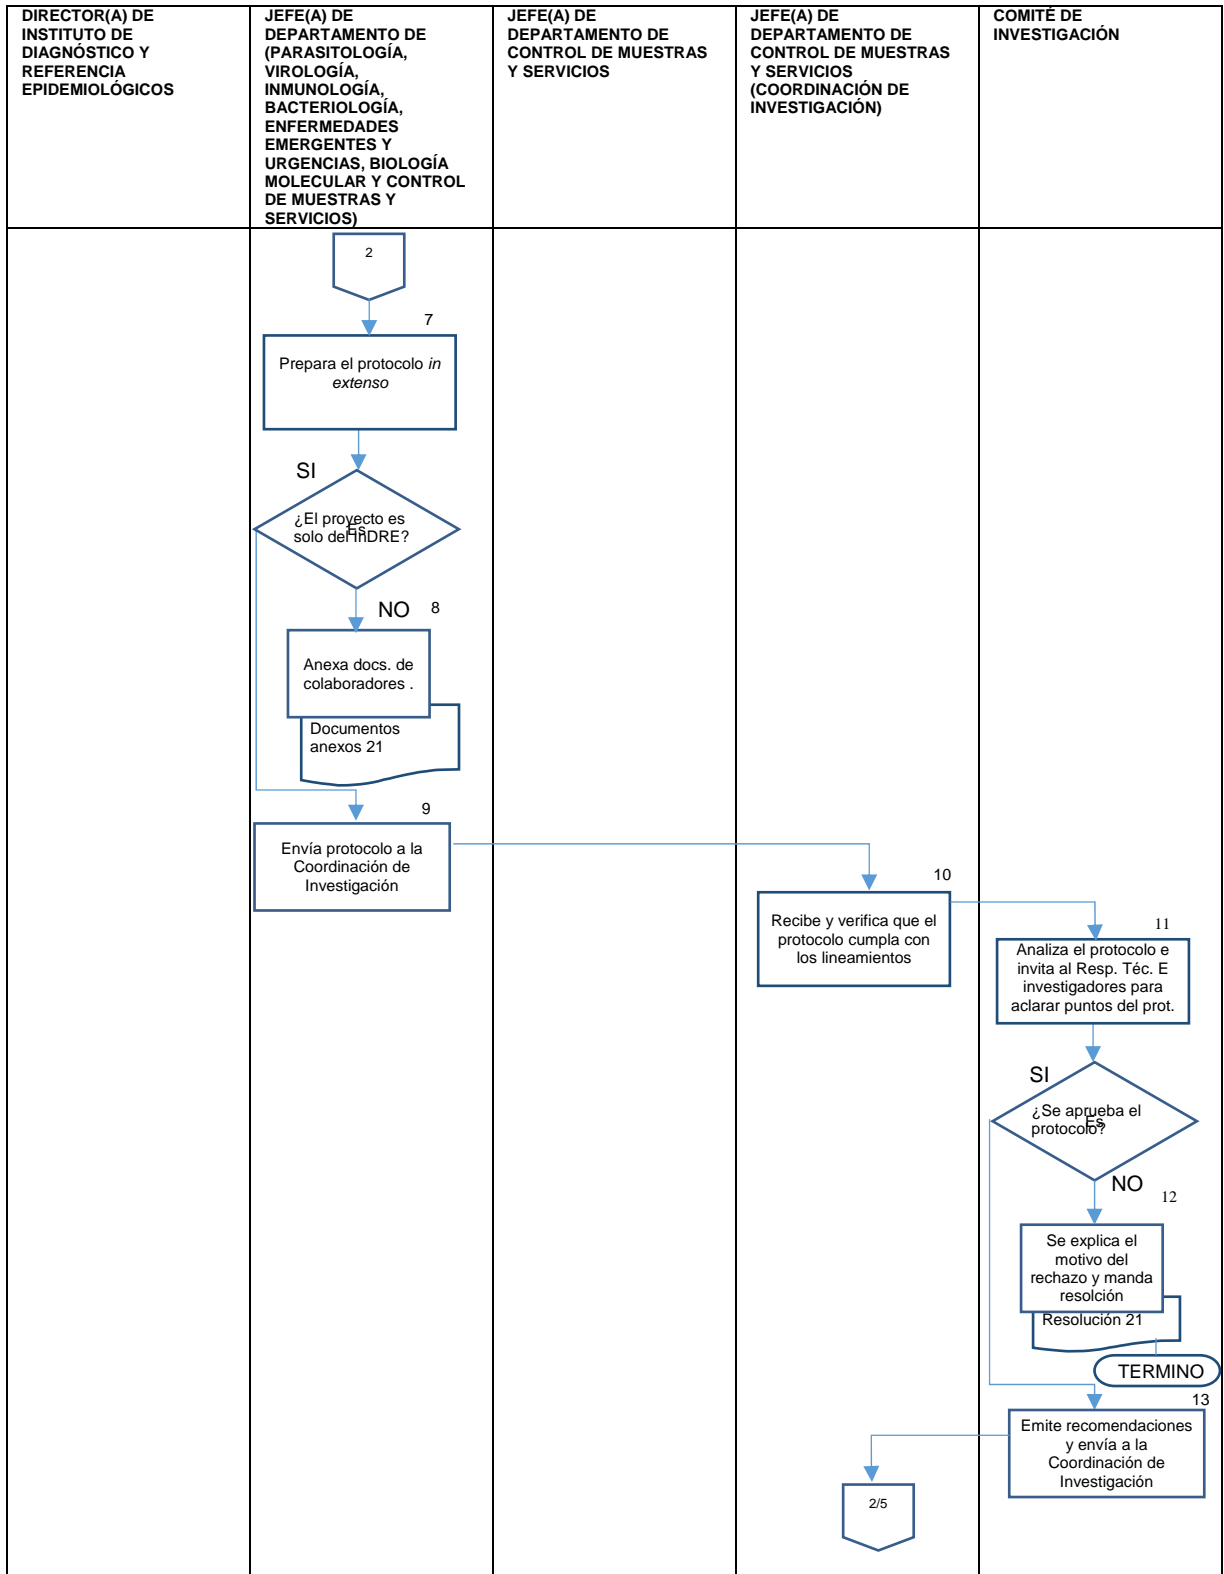 DIRECTOR(A) DE
INSTITUTO DE
DIAGNÓSTICO Y
REFERENCIA
EPIDEMIOLÓGICOS
JEFE(A) DE
DEPARTAMENTO DE
(PARASITOLOGÍA,
VIROLOGÍA,
INMUNOLOGÍA,
BACTERIOLOGÍA,
ENFERMEDADES
EMERGENTES Y
URGENCIAS, BIOLOGÍA
MOLECULAR Y CONTROL
DE MUESTRAS Y
SERVICIOS)
JEFE(A) DE
DEPARTAMENTO DE
CONTROL DE MUESTRAS
Y SERVICIOS
JEFE(A) DE
DEPARTAMENTO DE
CONTROL DE MUESTRAS
Y SERVICIOS
(COORDINACIÓN DE
INVESTIGACIÓN)
COMITÉ DE
INVESTIGACIÓN
2
7
Prepara el protocolo in
extenso
SI
¿El proyecto es
solo del InDRE?
Es
NO
8
Anexa docs. de
colaboradores .
Documentos
anexos 21
9
Envía protocolo a la
Coordinación de
Investigación
10
Recibe y verifica que el
protocolo cumpla con
los lineamientos
11
Analiza el protocolo e
invita al Resp. Téc. E
investigadores para
aclarar puntos del prot.
SI
¿Se aprueba el
protocolo?
Es
NO
12
Se explica el
motivo del
rechazo y manda
resolción
Resolución 21
TERMINO
13
Emite recomendaciones
y envía a la
Coordinación de
Investigación
2/5